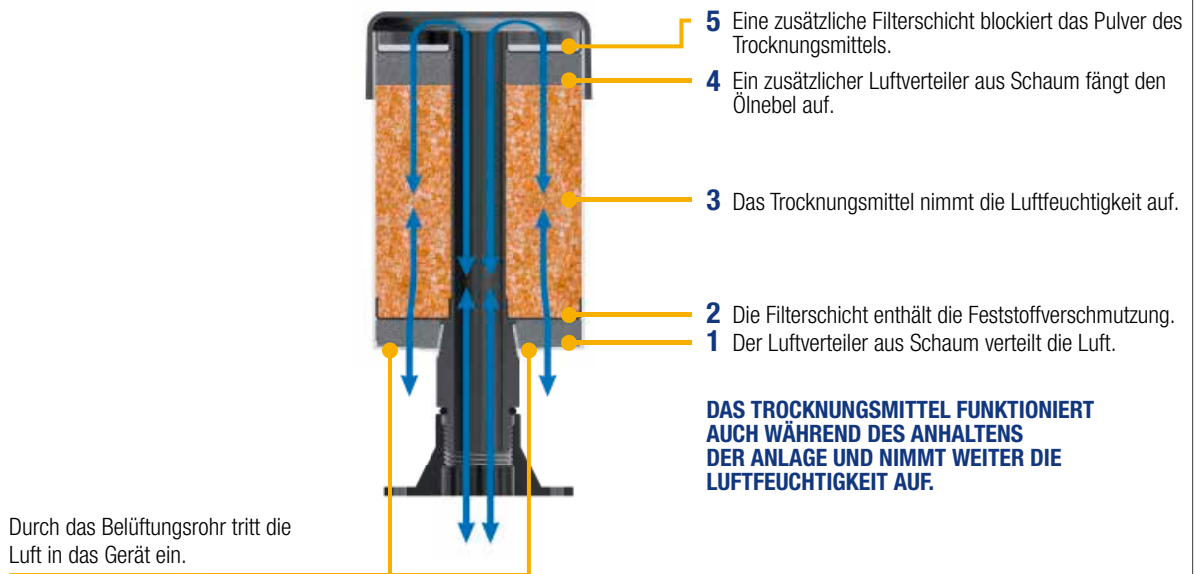 5 Eine zusätzliche Filterschicht blockiert das Pulver des
Trocknungsmittels.
4 Ein zusätzlicher Luftverteiler aus Schaum fängt den
Ölnebel auf.
3 Das Trocknungsmittel nimmt die Luftfeuchtigkeit auf.
2 Die Filterschicht enthält die Feststoffverschmutzung.
1 Der Luftverteiler aus Schaum verteilt die Luft.
DAS TROCKNUNGSMITTEL FUNKTIONIERT
AUCH WÄHREND DES ANHALTENS
DER ANLAGE UND NIMMT WEITER DIE
LUFTFEUCHTIGKEIT AUF.
Durch das Belüftungsrohr tritt die
Luft in das Gerät ein.